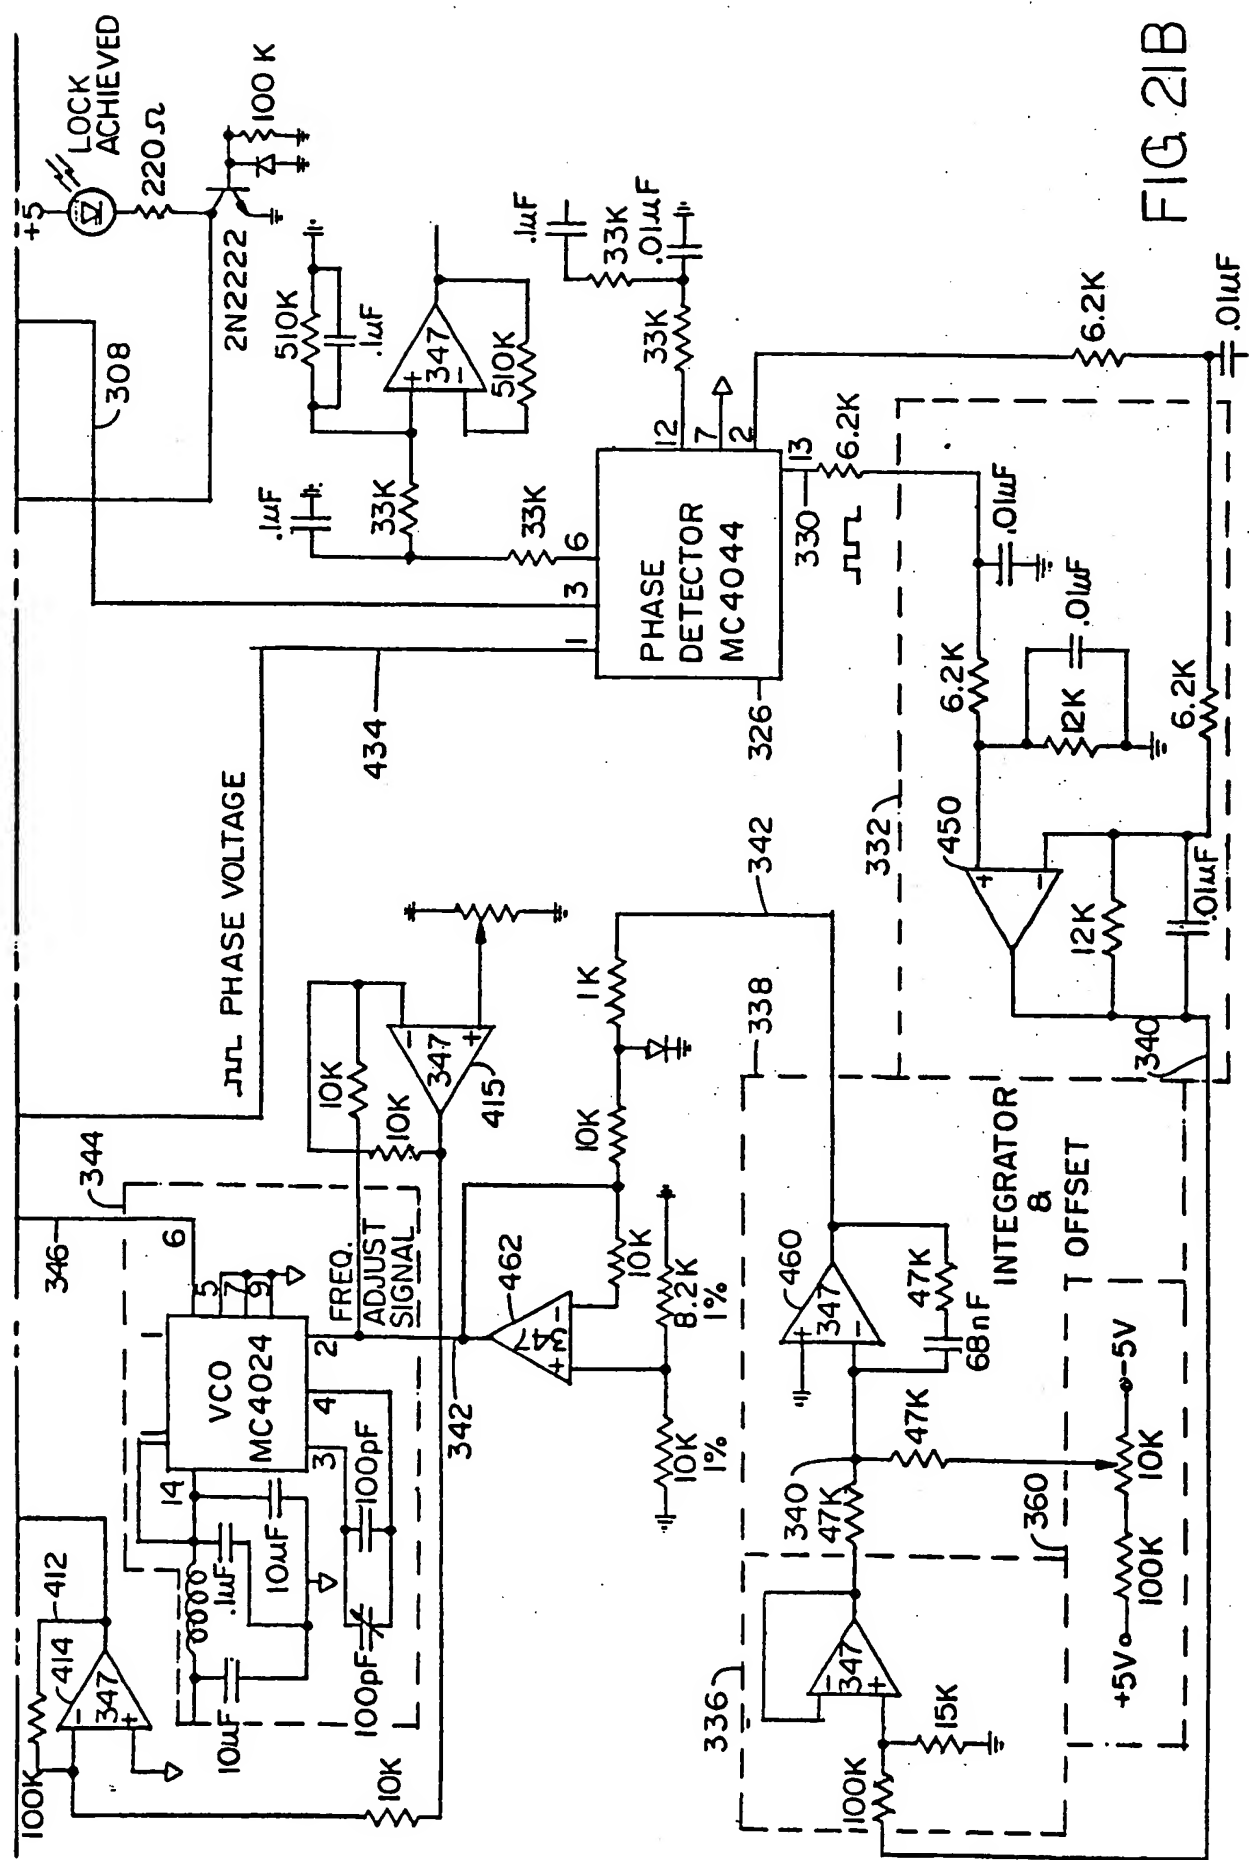 +5
LOCK
ACHIEVED
220Ω
100 K
2N2222
308
510K
.1uF
+
347
−
510K
.1uF
33K
33K
.1uF
33K
.01uF
33K
12
7
2
13
6
3
1
PHASE
DETECTOR
MC4044
326
434
330
6.2K
6.2K
.01uF
FIG. 21B
PHASE VOLTAGE
344
346
6
5
7
9
1
14
VCO
MC4024
2
4
3
FREQ.
ADJUST
SIGNAL
10K
10K
−
347
+
415
412
414
−
347
+
100K
10uF
.1uF
10uF
100pF
100pF
10K
342
462
−
347
+
10K
10K
1K
342
8.2K
1%
10K
1%
338
332
450
+
−
6.2K
.01uF
12K
.01uF
6.2K
12K
.01uF
340
INTEGRATOR
&
OFFSET
460
+
347
−
47K
68nF
47K
340
47K
360
336
−
347
+
15K
100K
+5V
100K
10K
−5V